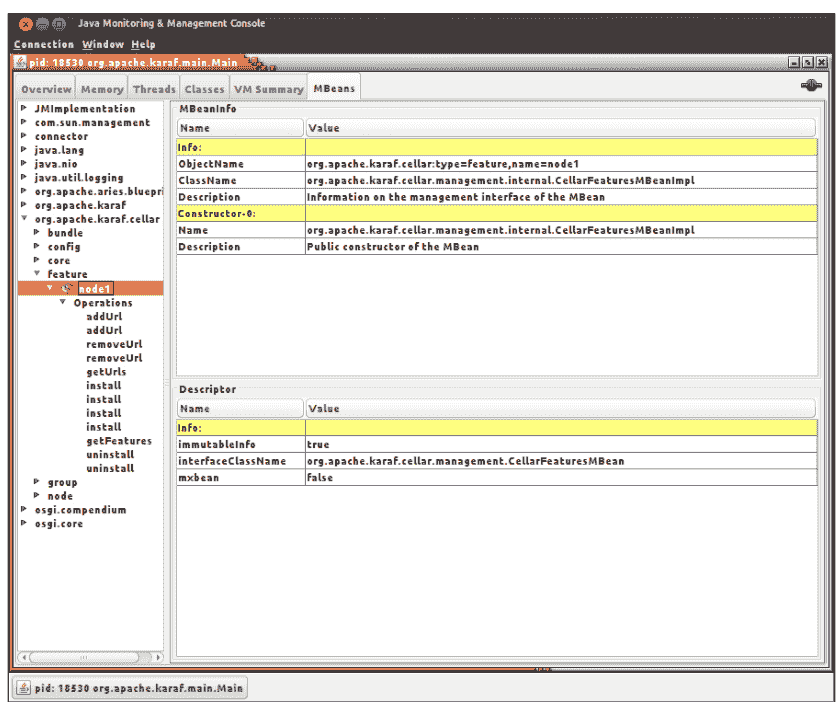 Java Monitoring & Management Console
Connection Window Help
pid: 18530 org.apache.karaf.main.Main
Overview Memory Threads Classes VM Summary MBeans
JMImplementation
com.sun.management
connector
java.lang
java.nio
java.util.logging
org.apache.aries.bluepri
org.apache.karaf
org.apache.karaf.cellar
bundle
config
core
feature
node1
Operations
addUrl
addUrl
removeUrl
removeUrl
getUrls
install
install
install
install
getFeatures
uninstall
uninstall
group
node
osgi.compendium
osgi.core
MBeanInfo
Name Value
Info:
ObjectName org.apache.karaf.cellar:type=feature,name=node1
ClassName org.apache.karaf.cellar.management.internal.CellarFeaturesMBeanImpl
Description Information on the management interface of the MBean
Constructor-0:
Name org.apache.karaf.cellar.management.internal.CellarFeaturesMBeanImpl
Description Public constructor of the MBean
Descriptor
Name Value
Info:
immutableInfo true
interfaceClassName org.apache.karaf.cellar.management.CellarFeaturesMBean
mxbean false
pid: 18530 org.apache.karaf.main.Main